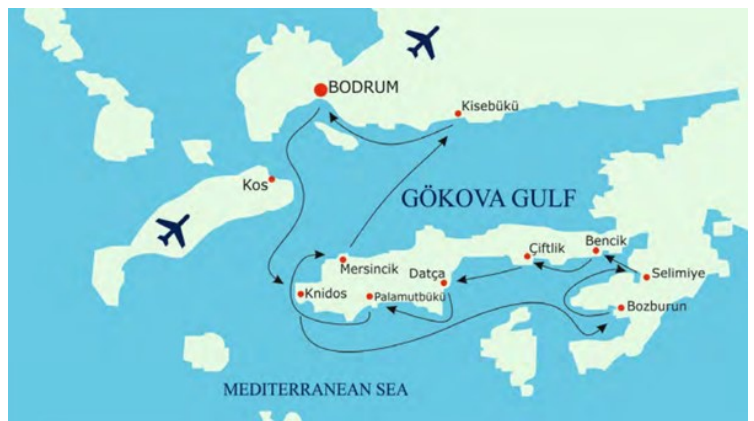 BODRUM
Kisebükü
Kos
GÖKOVA GULF
Mersincik
Datça
Çiftlik
Bencik
Selimiye
Knidos
Palamutbükü
Bozburun
MEDITERRANEAN SEA